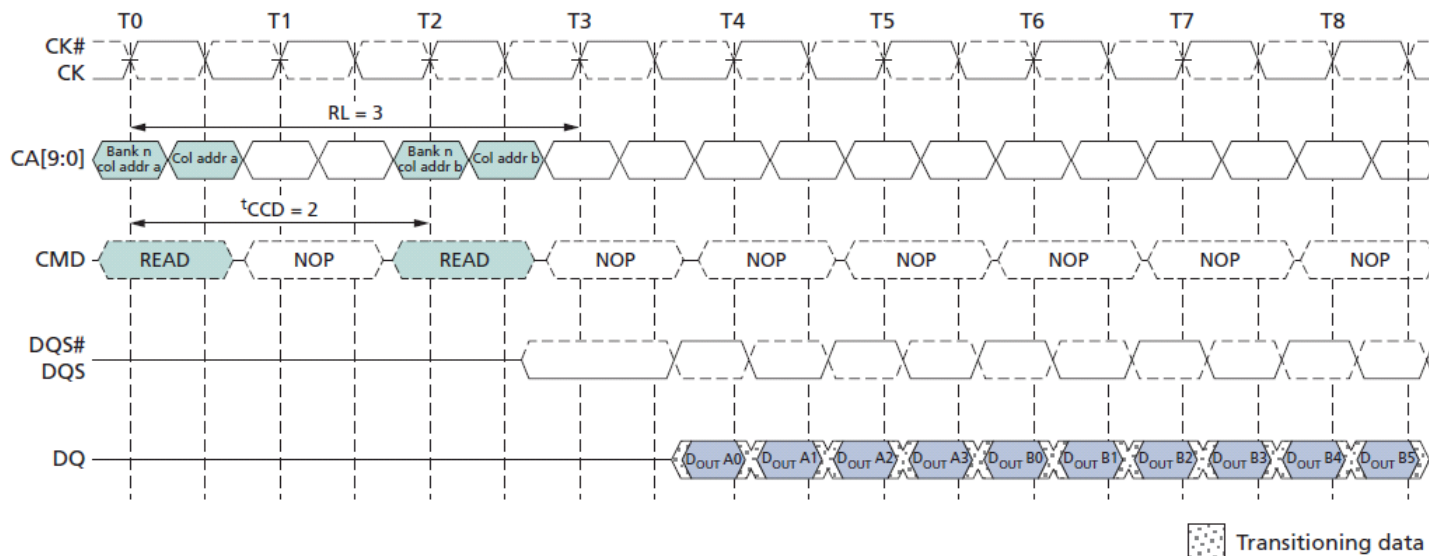 T0 T1 T2 T3 T4 T5 T6 T7 T8
CK#
CK
RL = 3
CA[9:0]
Bank n
col addr a
Col addr a
Bank n
col addr b
Col addr b
tCCD = 2
CMD
READ NOP READ NOP NOP NOP NOP NOP NOP
DQS#
DQS
DQ
DOUT A0 DOUT A1 DOUT A2 DOUT A3 DOUT B0 DOUT B1 DOUT B2 DOUT B3 DOUT B4 DOUT B5
Transitioning data